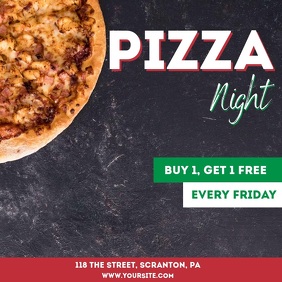 PIZZA
Night
BUY 1, GET 1 FREE
EVERY FRIDAY
118 THE STREET, SCRANTON, PA
WWW.YOURSITE.COM